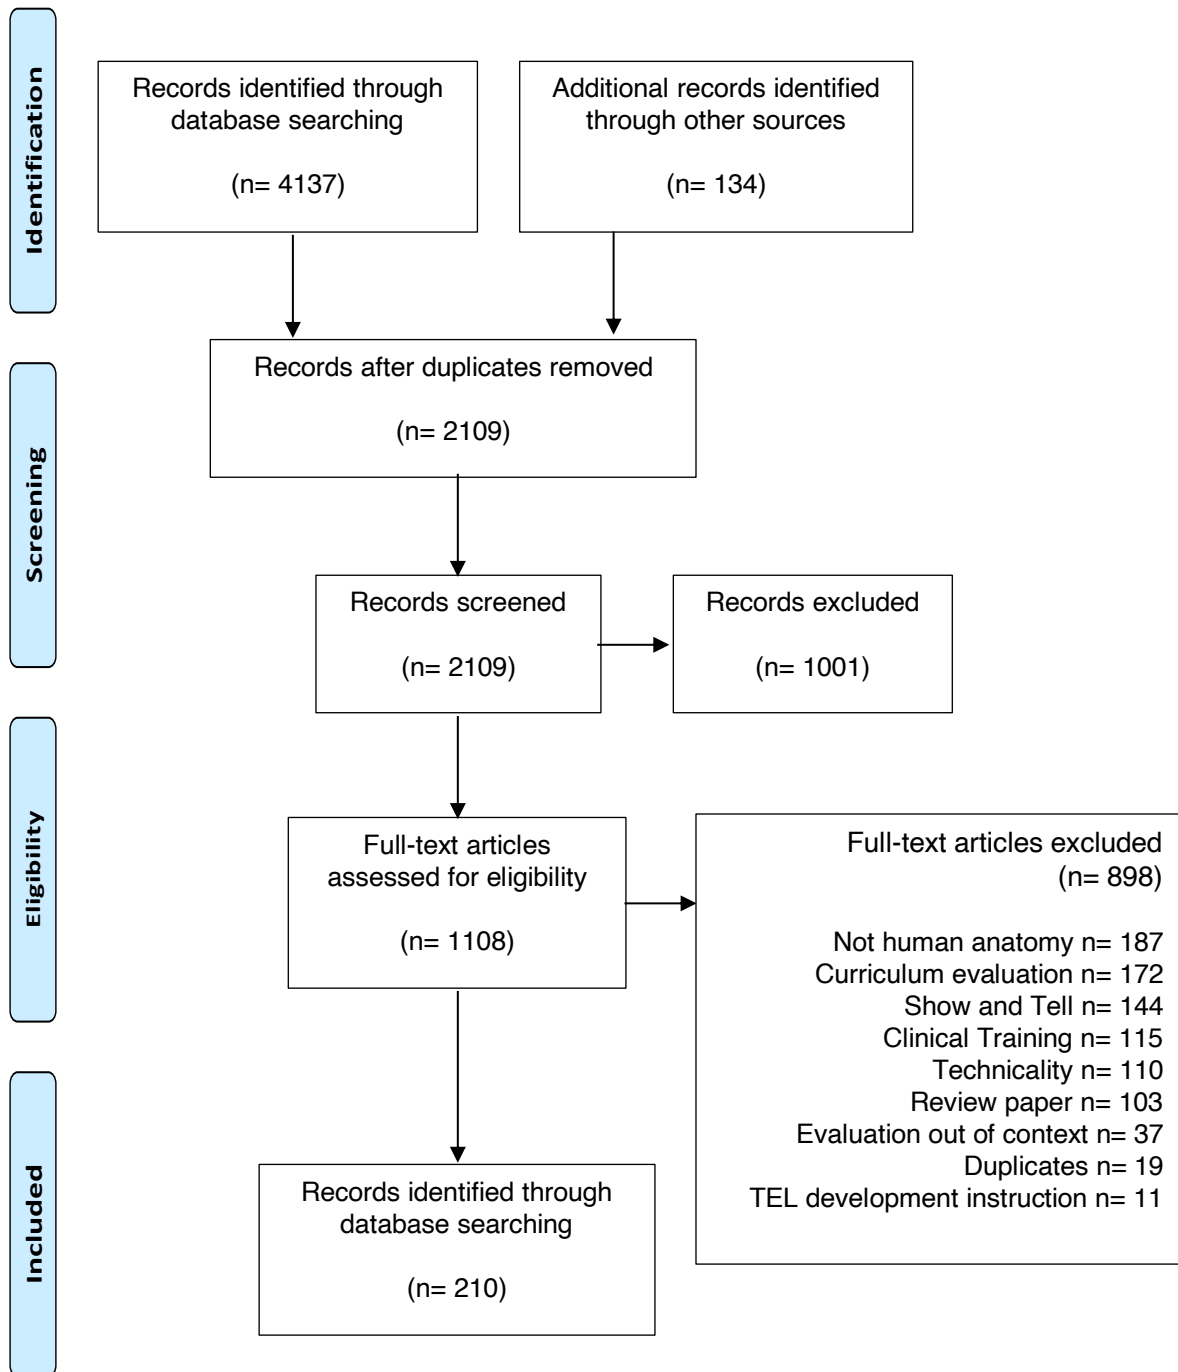 Identification
Records identified through
database searching
(n= 4137)
Additional records identified
through other sources
(n= 134)
Screening
Records after duplicates removed
(n= 2109)
Records screened
(n= 2109)
Records excluded
(n= 1001)
Eligibility
Full-text articles
assessed for eligibility
(n= 1108)
Full-text articles excluded
(n= 898)
Not human anatomy n= 187
Curriculum evaluation n= 172
Show and Tell n= 144
Clinical Training n= 115
Technicality n= 110
Review paper n= 103
Evaluation out of context n= 37
Duplicates n= 19
TEL development instruction n= 11
Included
Records identified through
database searching
(n= 210)